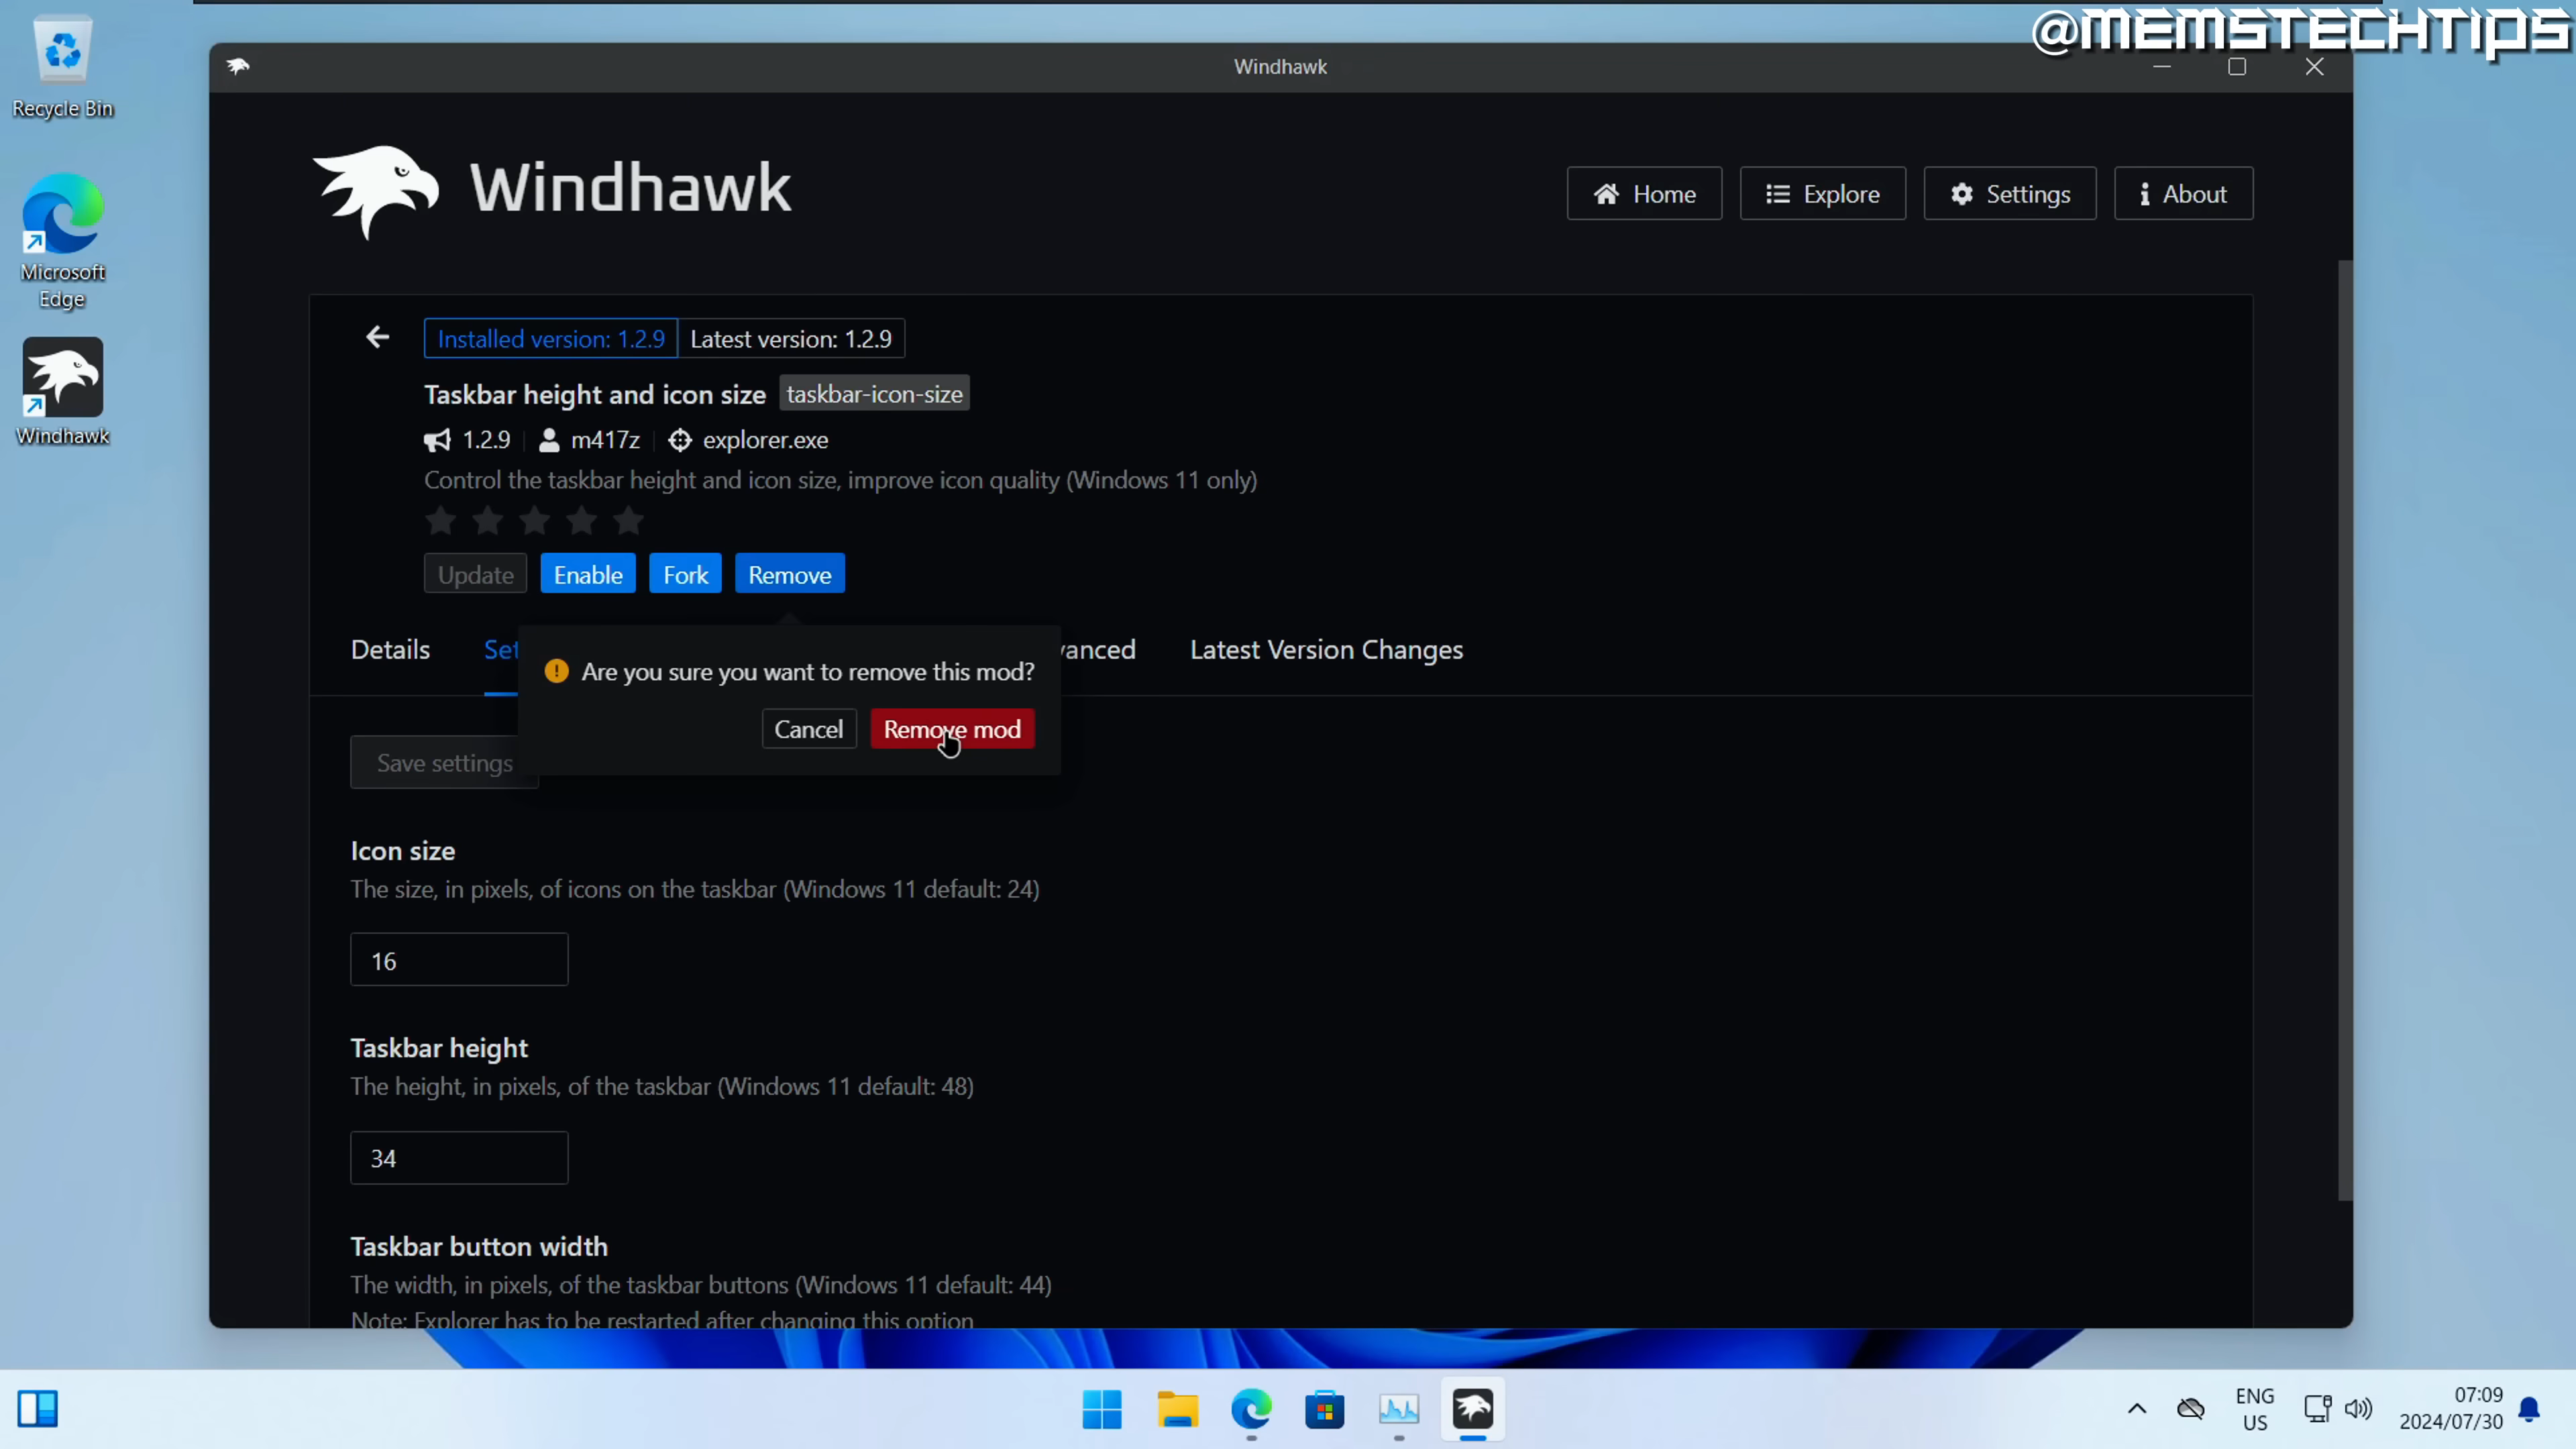 @MEMSTECHTIPS
Windhawk
Recycle Bin
Microsoft
Edge
Windhawk
Windhawk
Home
Explore
Settings
About
Installed version: 1.2.9
Latest version: 1.2.9
Taskbar height and icon size
taskbar-icon-size
1.2.9
m417z
explorer.exe
Control the taskbar height and icon size, improve icon quality (Windows 11 only)
Update
Enable
Fork
Remove
Details
Set
vanced
Latest Version Changes
Are you sure you want to remove this mod?
Cancel
Remove mod
Save settings
Icon size
The size, in pixels, of icons on the taskbar (Windows 11 default: 24)
16
Taskbar height
The height, in pixels, of the taskbar (Windows 11 default: 48)
34
Taskbar button width
The width, in pixels, of the taskbar buttons (Windows 11 default: 44)
Note: Explorer has to be restarted after changing this option
ENG
US
07:09
2024/07/30